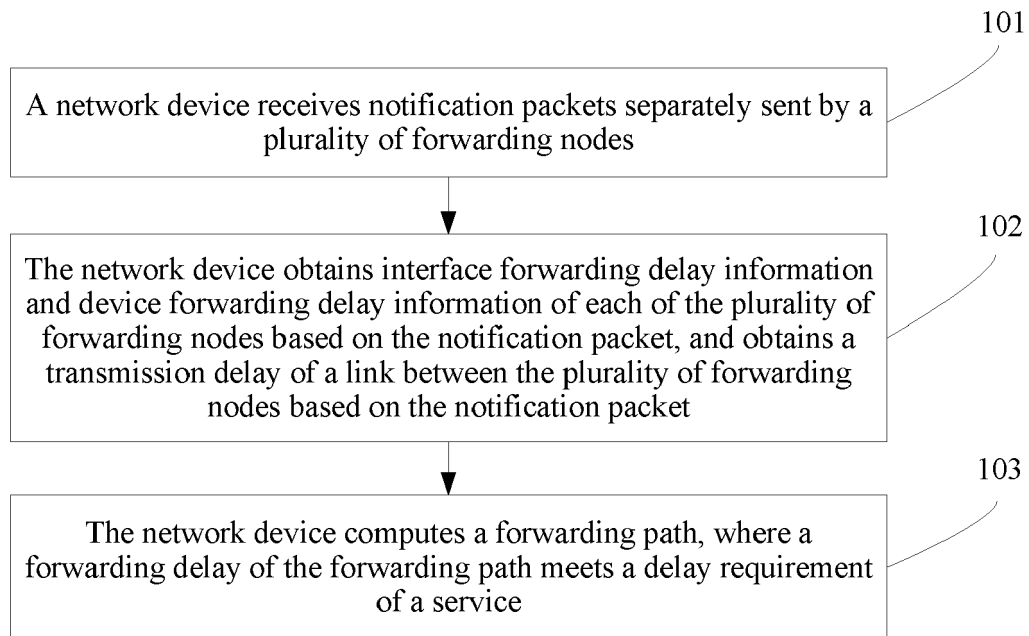 101
A network device receives notification packets separately sent by a
plurality of forwarding nodes
102
The network device obtains interface forwarding delay information
and device forwarding delay information of each of the plurality of
forwarding nodes based on the notification packet, and obtains a
transmission delay of a link between the plurality of forwarding
nodes based on the notification packet
103
The network device computes a forwarding path, where a
forwarding delay of the forwarding path meets a delay requirement
of a service